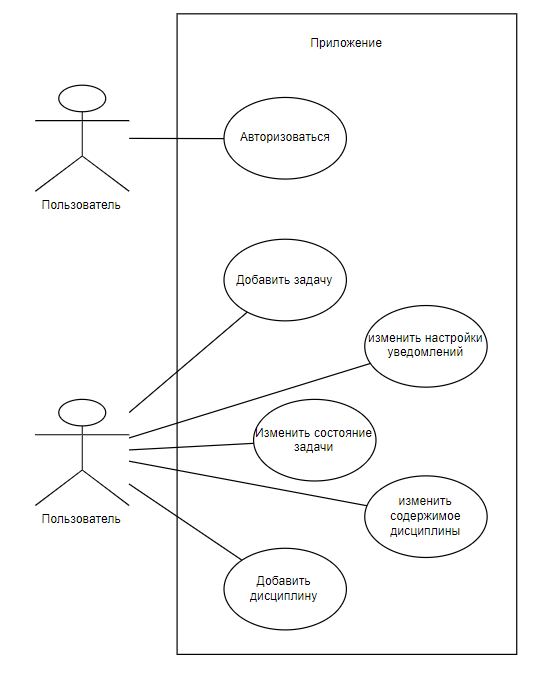 Приложение
Авторизоваться
Пользователь
Добавить задачу
изменить настройки
уведомлений
Изменить состояние
задачи
изменить
содержимое
дисциплины
Пользователь
Добавить
дисциплину